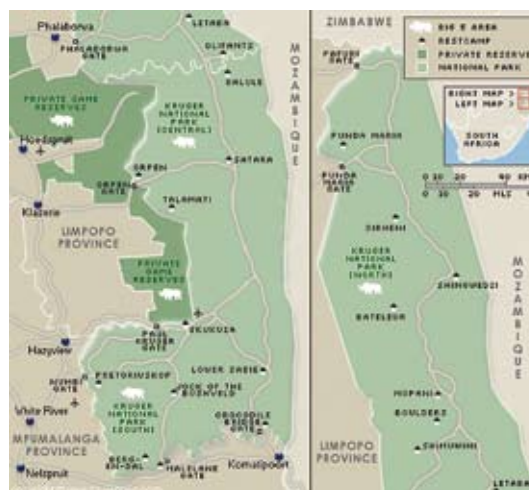 Phalaborwa
PHALABORWA
GATE
LETABA
OLIFANTS
BALULE
MOZAMBIQUE
PRIVATE GAME
RESERVES
KRUGER
NATIONAL
PARK
(CENTRAL)
Hoedspruit
ORPEN
ORPEN
GATE
SATARA
TALAMATI
Klaserie
LIMPOPO
PROVINCE
PRIVATE
GAME
RESERVES
SKUKUZA
PAUL
KRUGER
GATE
Hazyview
NUMBI
GATE
PRETORIUSKOP
LOWER SABIE
JOCK OF THE
BUSHVELD
White River
KRUGER
NATIONAL
PARK
(SOUTH)
CROCODILE
BRIDGE
GATE
MPUMALANGA
PROVINCE
BERG-
EN-DAL
MALELANE
GATE
Komatipoort
Nelspruit
ZIMBABWE
BIG 5 AREA
RESTCAMP
PRIVATE RESERVE
NATIONAL PARK
PAFURI
GATE
RIGHT MAP >
LEFT MAP >
SOUTH
AFRICA
PUNDA MARIA
PUNDA
MARIA
GATE
0 10 20 40 KM
0 10 20 MLS
SIRHENI
KRUGER
NATIONAL
PARK
(NORTH)
SHINGWEDZI
MOZAMBIQUE
BATELEUR
MOPANI
BOULDERS
LIMPOPO
PROVINCE
SHIMUWINI
LETABA